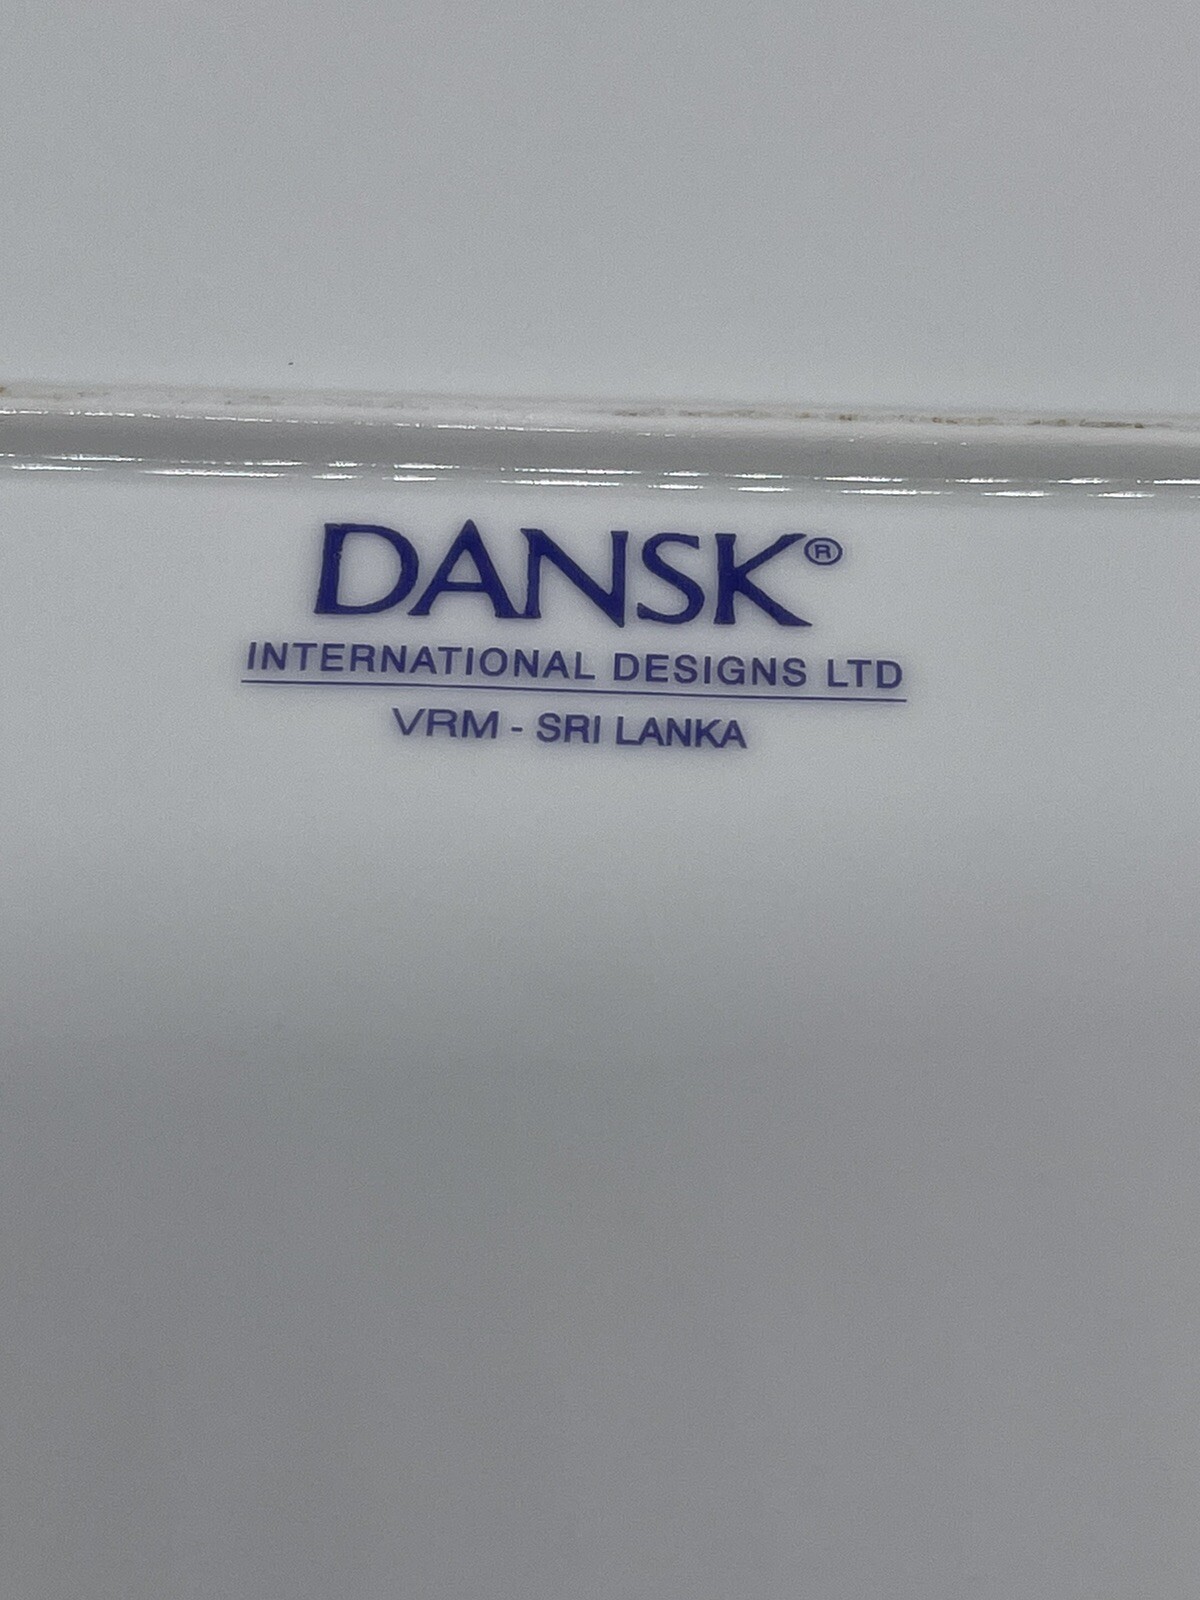 DANSK®
INTERNATIONAL DESIGNS LTD
VRM - SRI LANKA